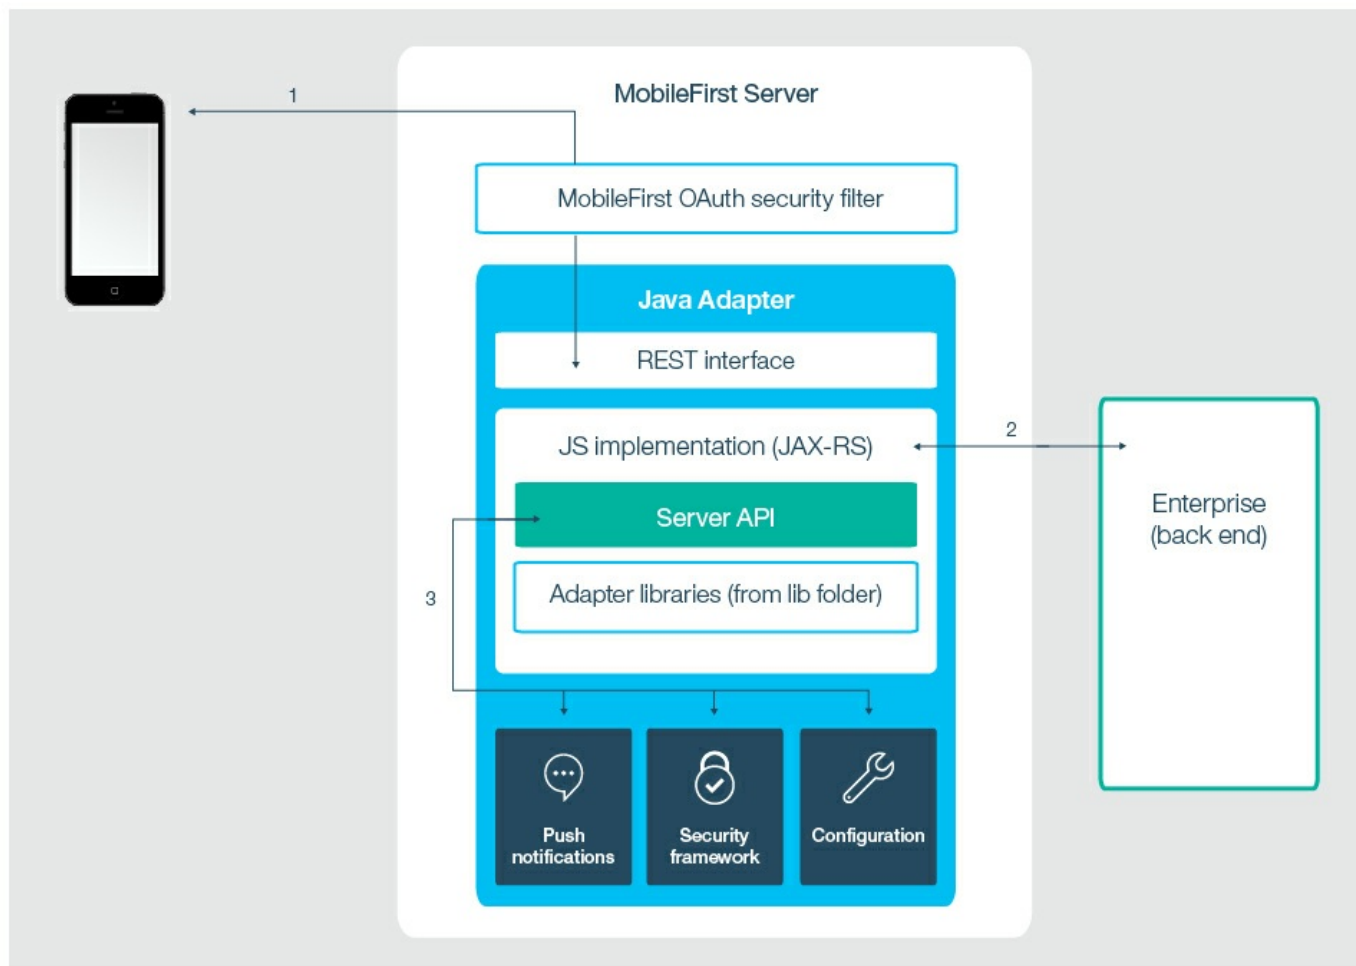 MobileFirst Server
1
MobileFirst OAuth security filter
Java Adapter
REST interface
JS implementation (JAX-RS)
2
Server API
Enterprise
(back end)
Adapter libraries (from lib folder)
3
Push
notifications
Security
framework
Configuration